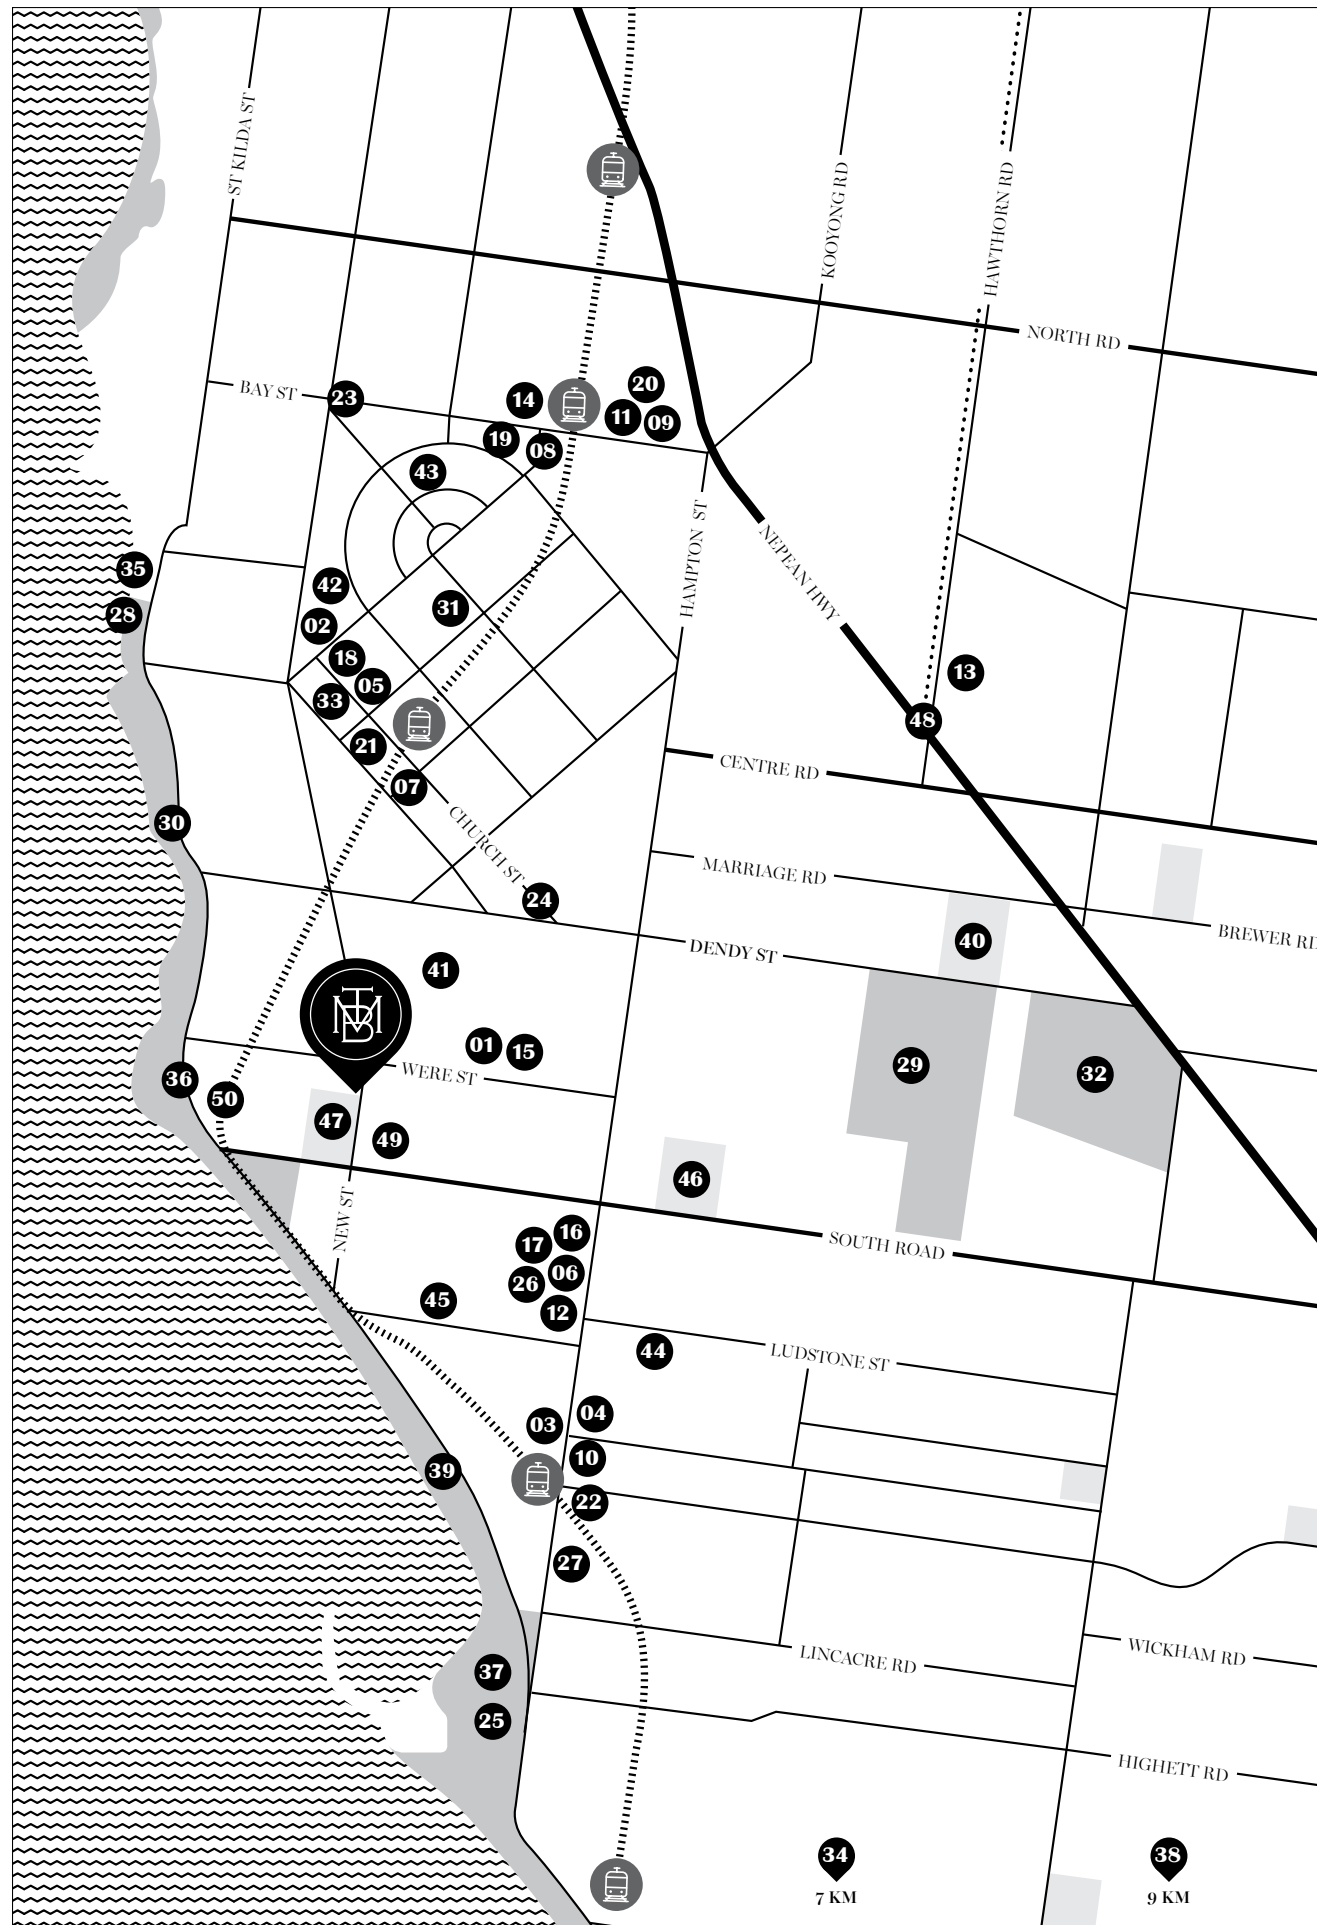 ST KILDA ST
KOOYONG RD
HAWTHORN RD
NORTH RD
BAY ST
23
14
20
11
09
19
08
43
HAMPTON ST
NEPEAN HWY
35
28
42
02
31
18
05
33
13
48
21
07
CENTRE RD
CHURCH ST
30
MARRIAGE RD
24
BREWER RD
40
DENDY ST
41
TMB
01
15
WERE ST
29
32
36
50
47
49
46
NEW ST
16
17
SOUTH ROAD
06
26
45
12
44
LUDSTONE ST
04
03
10
39
22
27
LINCACRE RD
WICKHAM RD
37
25
HIGHETT RD
34
7 KM
38
9 KM